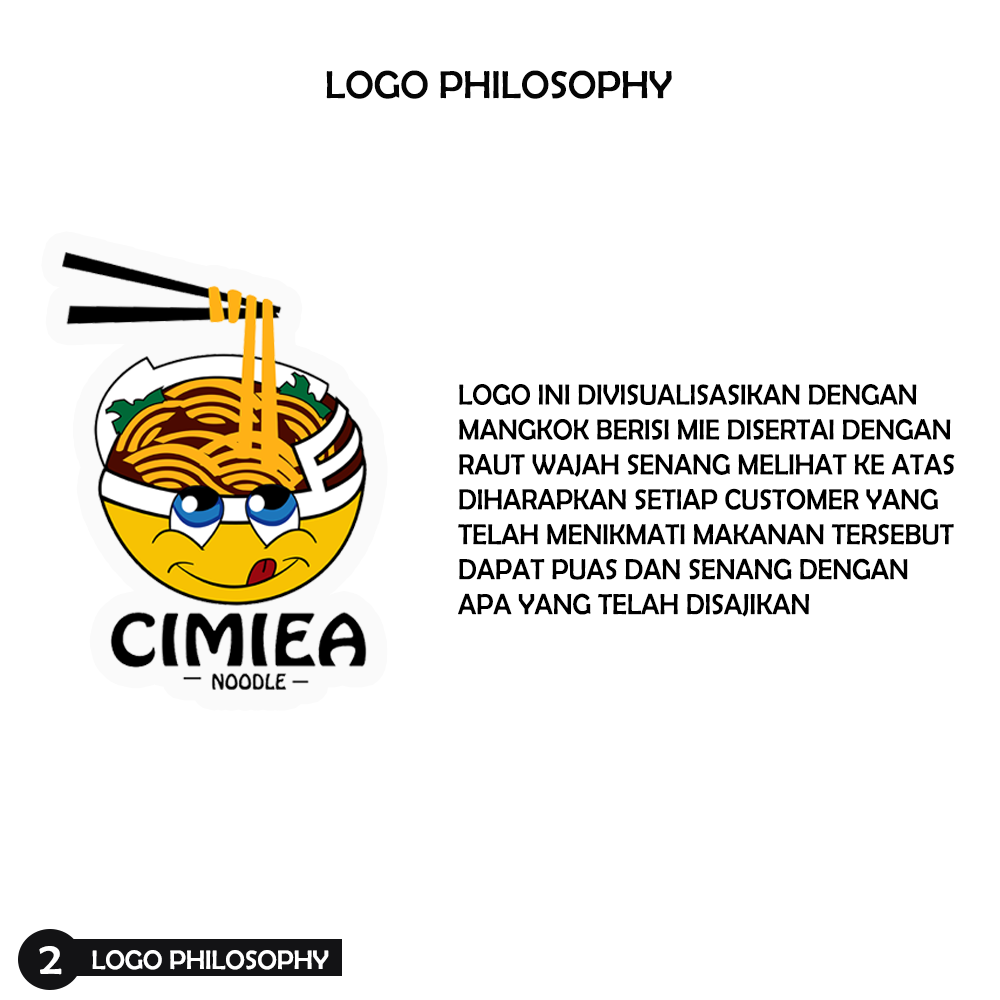 LOGO PHILOSOPHY
LOGO INI DIVISUALISASIKAN DENGAN
MANGKOK BERISI MIE DISERTAI DENGAN
RAUT WAJAH SENANG MELIHAT KE ATAS
DIHARAPKAN SETIAP CUSTOMER YANG
TELAH MENIKMATI MAKANAN TERSEBUT
DAPAT PUAS DAN SENANG DENGAN
APA YANG TELAH DISAJIKAN
CIMIEA
— NOODLE —
2 LOGO PHILOSOPHY